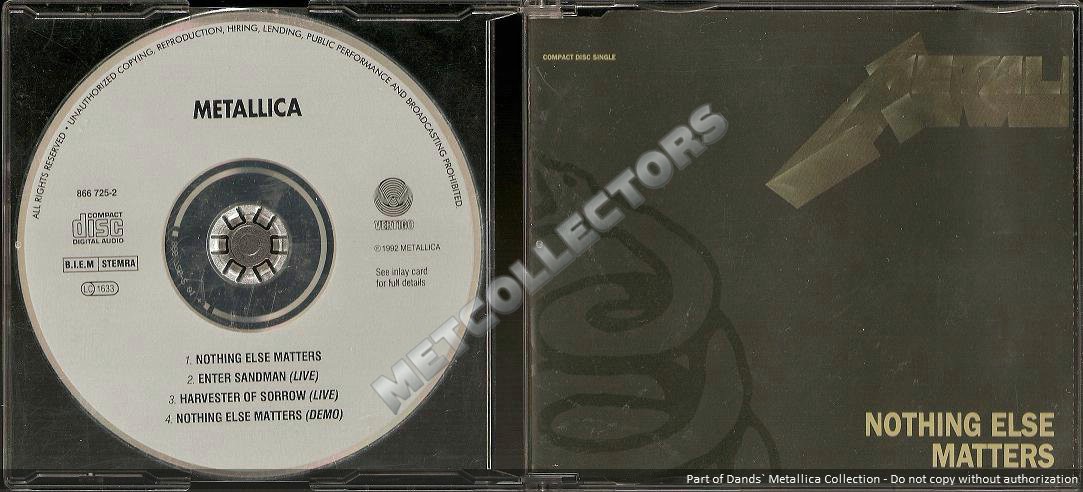 ALL RIGHTS RESERVED • UNAUTHORIZED COPYING, REPRODUCTION, HIRING, LENDING, PUBLIC PERFORMANCE AND BROADCASTING PROHIBITED.
METALLICA
866 725-2
COMPACT
disc
DIGITAL AUDIO
B.I.E.M STEMRA
LC 1633
VERTIGO
℗1992 METALLICA
See inlay card
for full details
1. NOTHING ELSE MATTERS
2. ENTER SANDMAN (LIVE)
3. HARVESTER OF SORROW (LIVE)
4. NOTHING ELSE MATTERS (DEMO)
COMPACT DISC SINGLE
NOTHING ELSE
MATTERS
METCOLLECTORS
Part of Dands` Metallica Collection - Do not copy without authorization